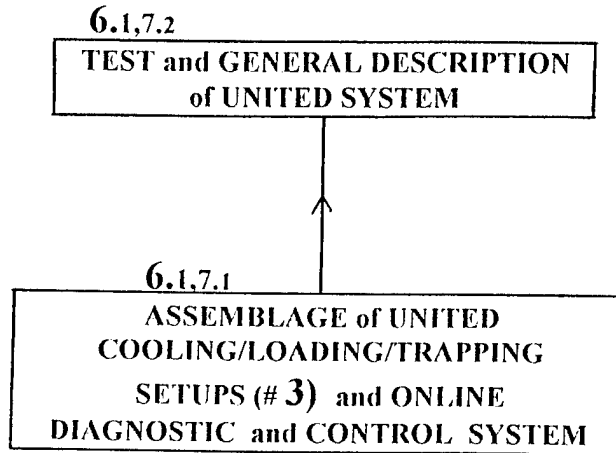 6.1,7.2
TEST and GENERAL DESCRIPTION
of UNITED SYSTEM
6.1,7.1
ASSEMBLAGE of UNITED
COOLING/LOADING/TRAPPING
SETUPS (# 3) and ONLINE
DIAGNOSTIC and CONTROL SYSTEM